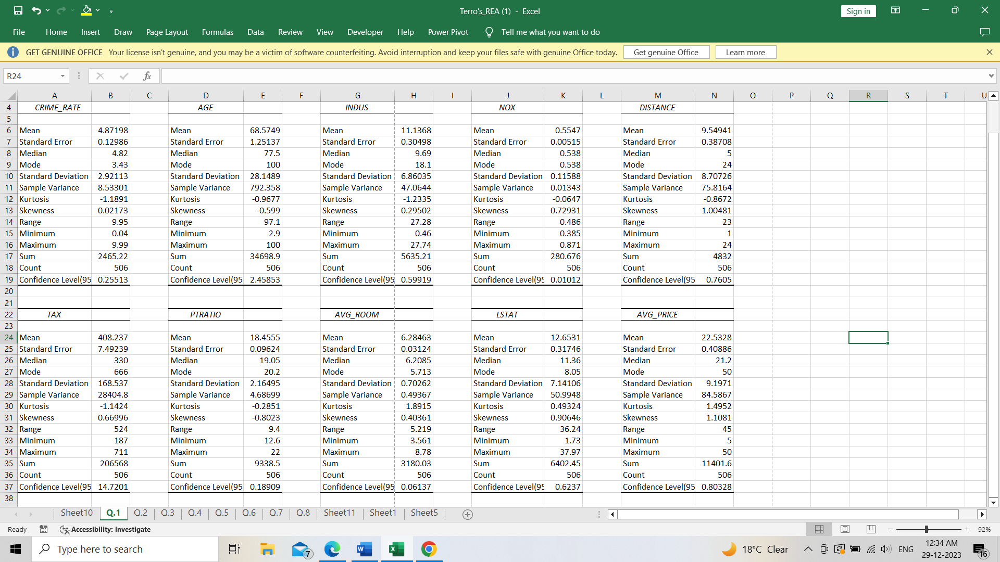 Terro's_REA (1) - Excel
Sign in
File Home Insert Draw Page Layout Formulas Data Review View Developer Help Power Pivot Tell me what you want to do
GET GENUINE OFFICE Your license isn't genuine, and you may be a victim of software counterfeiting. Avoid interruption and keep your files safe with genuine Office today. Get genuine Office Learn more
R24 fx
A B C D E F G H I J K L M N O P Q R S T U
4 CRIME_RATE AGE INDUS NOX DISTANCE
5
6 Mean 4.87198 Mean 68.5749 Mean 11.1368 Mean 0.5547 Mean 9.54941
7 Standard Error 0.12986 Standard Error 1.25137 Standard Error 0.30498 Standard Error 0.00515 Standard Error 0.38708
8 Median 4.82 Median 77.5 Median 9.69 Median 0.538 Median 5
9 Mode 3.43 Mode 100 Mode 18.1 Mode 0.538 Mode 24
10 Standard Deviation 2.92113 Standard Deviation 28.1489 Standard Deviation 6.86035 Standard Deviation 0.11588 Standard Deviation 8.70726
11 Sample Variance 8.53301 Sample Variance 792.358 Sample Variance 47.0644 Sample Variance 0.01343 Sample Variance 75.8164
12 Kurtosis -1.1891 Kurtosis -0.9677 Kurtosis -1.2335 Kurtosis -0.0647 Kurtosis -0.8672
13 Skewness 0.02173 Skewness -0.599 Skewness 0.29502 Skewness 0.72931 Skewness 1.00481
14 Range 9.95 Range 97.1 Range 27.28 Range 0.486 Range 23
15 Minimum 0.04 Minimum 2.9 Minimum 0.46 Minimum 0.385 Minimum 1
16 Maximum 9.99 Maximum 100 Maximum 27.74 Maximum 0.871 Maximum 24
17 Sum 2465.22 Sum 34698.9 Sum 5635.21 Sum 280.676 Sum 4832
18 Count 506 Count 506 Count 506 Count 506 Count 506
19 Confidence Level(95 0.25513 Confidence Level(95 2.45853 Confidence Level(95 0.59919 Confidence Level(95 0.01012 Confidence Level(95 0.7605
20
21
22 TAX PTRATIO AVG_ROOM LSTAT AVG_PRICE
23
24 Mean 408.237 Mean 18.4555 Mean 6.28463 Mean 12.6531 Mean 22.5328
25 Standard Error 7.49239 Standard Error 0.09624 Standard Error 0.03124 Standard Error 0.31746 Standard Error 0.40886
26 Median 330 Median 19.05 Median 6.2085 Median 11.36 Median 21.2
27 Mode 666 Mode 20.2 Mode 5.713 Mode 8.05 Mode 50
28 Standard Deviation 168.537 Standard Deviation 2.16495 Standard Deviation 0.70262 Standard Deviation 7.14106 Standard Deviation 9.1971
29 Sample Variance 28404.8 Sample Variance 4.68699 Sample Variance 0.49367 Sample Variance 50.9948 Sample Variance 84.5867
30 Kurtosis -1.1424 Kurtosis -0.2851 Kurtosis 1.8915 Kurtosis 0.49324 Kurtosis 1.4952
31 Skewness 0.66996 Skewness -0.8023 Skewness 0.40361 Skewness 0.90646 Skewness 1.1081
32 Range 524 Range 9.4 Range 5.219 Range 36.24 Range 45
33 Minimum 187 Minimum 12.6 Minimum 3.561 Minimum 1.73 Minimum 5
34 Maximum 711 Maximum 22 Maximum 8.78 Maximum 37.97 Maximum 50
35 Sum 206568 Sum 9338.5 Sum 3180.03 Sum 6402.45 Sum 11401.6
36 Count 506 Count 506 Count 506 Count 506 Count 506
37 Confidence Level(95 14.7201 Confidence Level(95 0.18909 Confidence Level(95 0.06137 Confidence Level(95 0.6237 Confidence Level(95 0.80328
38
Sheet10 Q.1 Q.2 Q.3 Q.4 Q.5 Q.6 Q.7 Q.8 Sheet11 Sheet1 Sheet5
Ready Accessibility: Investigate 92%
Type here to search 7 18°C Clear ENG 12:34 AM 16
29-12-2023